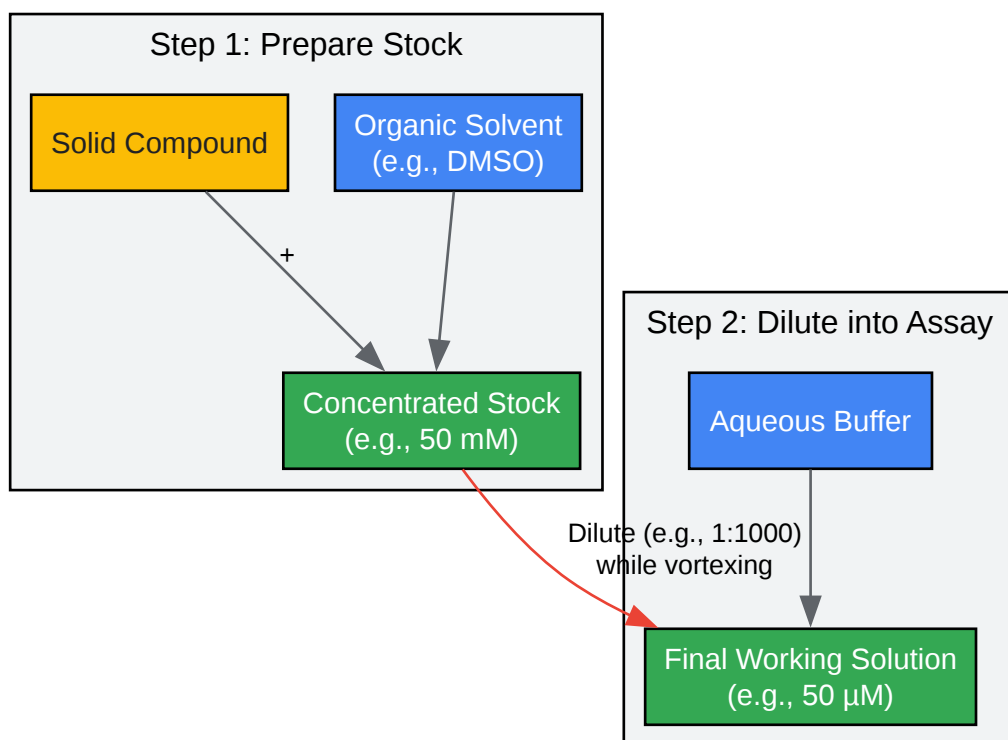 Step 1: Prepare Stock
Solid Compound
Organic Solvent
(e.g., DMSO)
+
Concentrated Stock
(e.g., 50 mM)
Step 2: Dilute into Assay
Aqueous Buffer
Dilute (e.g., 1:1000)
while vortexing
Final Working Solution
(e.g., 50 µM)